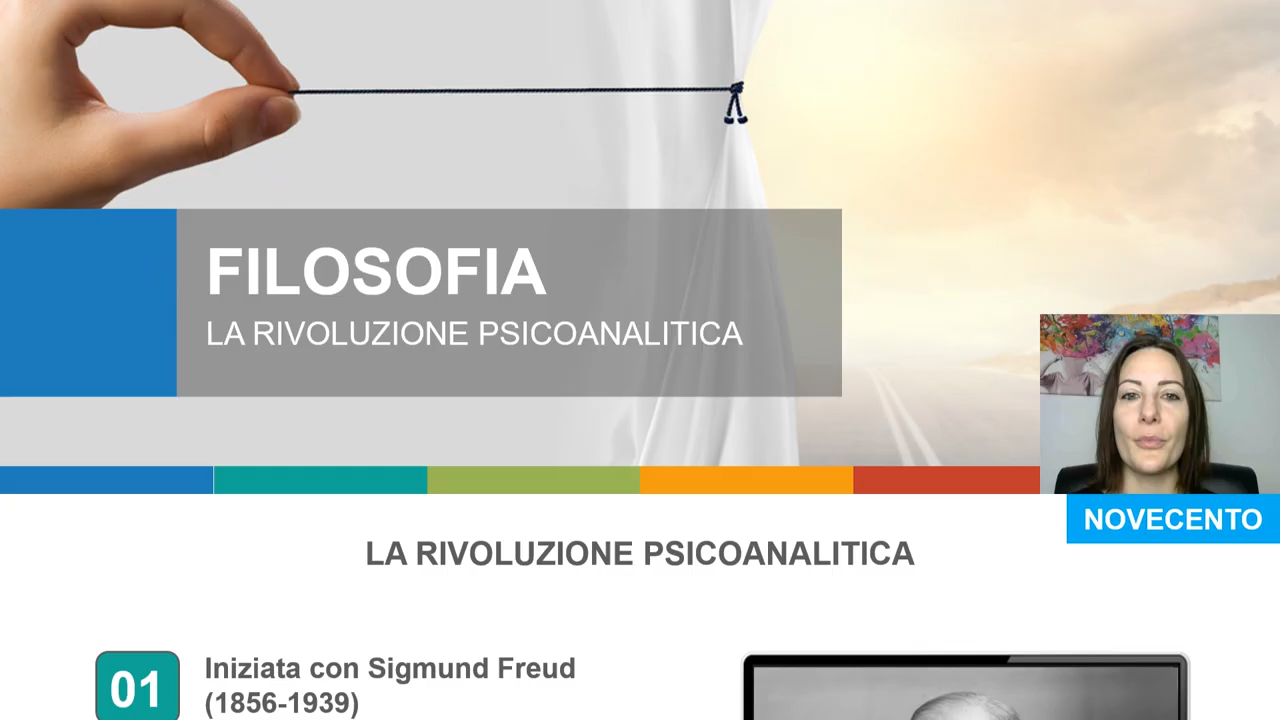 FILOSOFIA
LA RIVOLUZIONE PSICOANALITICA
NOVECENTO
LA RIVOLUZIONE PSICOANALITICA
01
Iniziata con Sigmund Freud
(1856-1939)